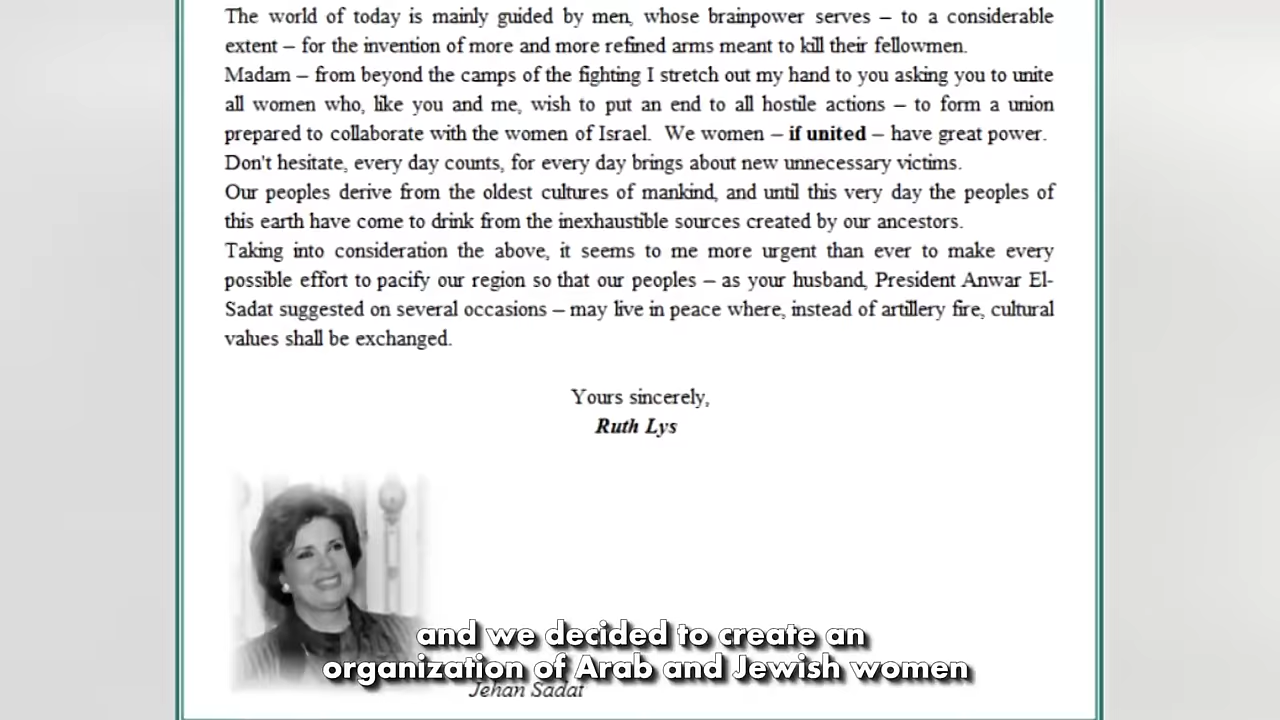 The world of today is mainly guided by men, whose brainpower serves – to a considerable
extent – for the invention of more and more refined arms meant to kill their fellowmen.
Madam – from beyond the camps of the fighting I stretch out my hand to you asking you to unite
all women who, like you and me, wish to put an end to all hostile actions – to form a union
prepared to collaborate with the women of Israel.  We women – if united – have great power.
Don't hesitate, every day counts, for every day brings about new unnecessary victims.
Our peoples derive from the oldest cultures of mankind, and until this very day the peoples of
this earth have come to drink from the inexhaustible sources created by our ancestors.
Taking into consideration the above, it seems to me more urgent than ever to make every
possible effort to pacify our region so that our peoples – as your husband, President Anwar El-
Sadat suggested on several occasions – may live in peace where, instead of artillery fire, cultural
values shall be exchanged.
Yours sincerely,
Ruth Lys
and we decided to create an
organization of Arab and Jewish women
Jehan Sadat